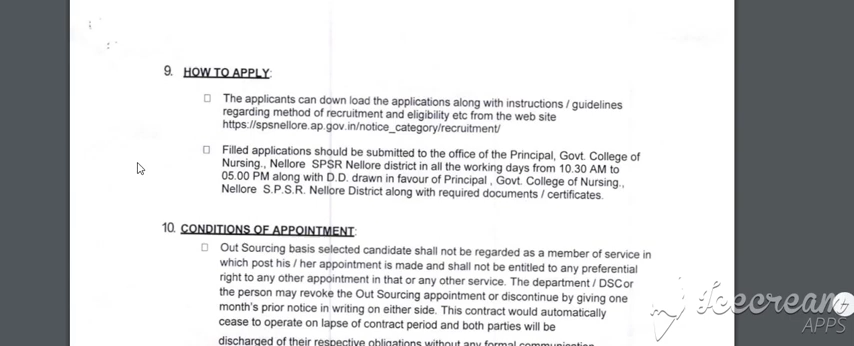 9. HOW TO APPLY:
The applicants can down load the applications along with instructions / guidelines
regarding method of recruitment and eligibility etc from the web site
https://spsnellore.ap.gov.in/notice_category/recruitment/
Filled applications should be submitted to the office of the Principal, Govt. College of
Nursing., Nellore SPSR Nellore district in all the working days from 10.30 AM to
05.00 PM along with D.D. drawn in favour of Principal , Govt. College of Nursing.,
Nellore S.P.S.R. Nellore District along with required documents / certificates.
10. CONDITIONS OF APPOINTMENT:
Out Sourcing basis selected candidate shall not be regarded as a member of service in
which post his / her appointment is made and shall not be entitled to any preferential
right to any other appointment in that or any other service. The department / DSC or
the person may revoke the Out Sourcing appointment or discontinue by giving one
month's prior notice in writing on either side. This contract would automatically
cease to operate on lapse of contract period and both parties will be
discharged of their respective obligations without any formal communication
Icecream
APPS